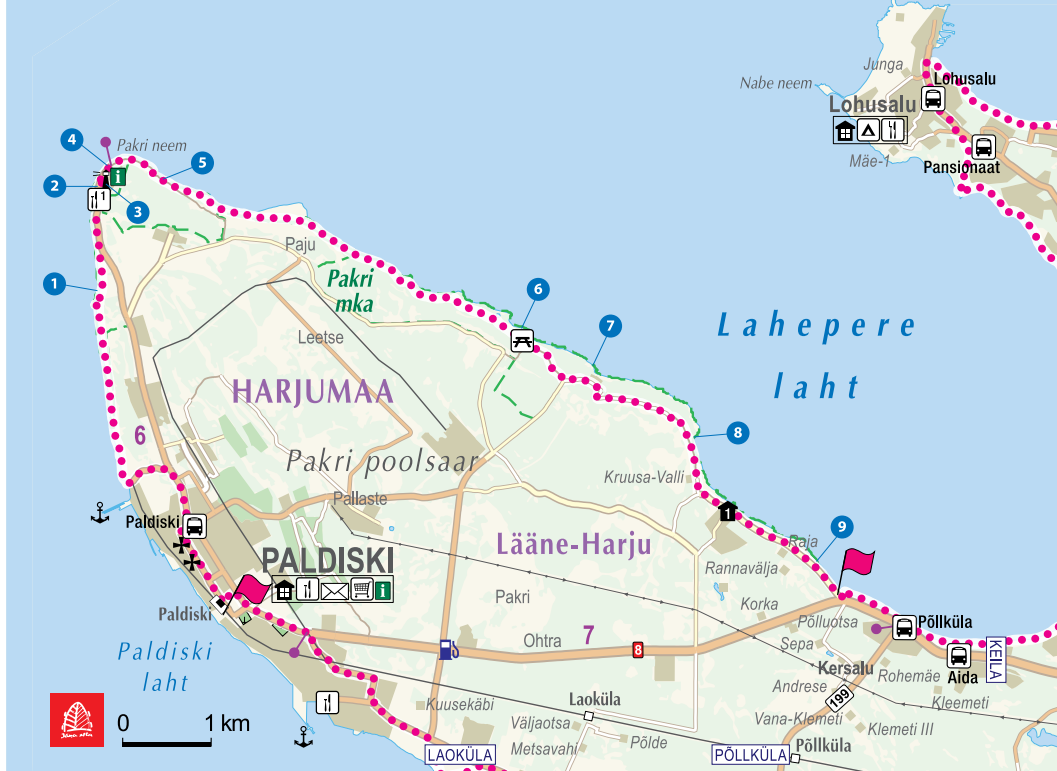 Junga
Lohusalu
Nabe neem
Lohusalu
Mäe-1
Pansionaat
4
Pakri neem
5
i
2
1
3
Paju
Pakri
mka
1
6
7
Lahepere
laht
Leetse
HARJUMAA
6
8
Pakri poolsaar
Kruusa-Valli
Pallaste
1
Paldiski
9
Lääne-Harju
Raja
PALDISKI
Rannavälja
i
Pakri
Korka
Paldiski
Põlluotsa
Põllküla
7
Ohtra
8
Sepa
KEILA
Paldiski
laht
Kersalu
Rohemäe
Aida
Andrese
199
Kleemeti
Kuusekäbi
Laoküla
Väljaotsa
Vana-Klemeti
Klemeti III
0
1 km
Metsavahi
Põlde
Põllküla
LAOKÜLA
PÕLLKÜLA